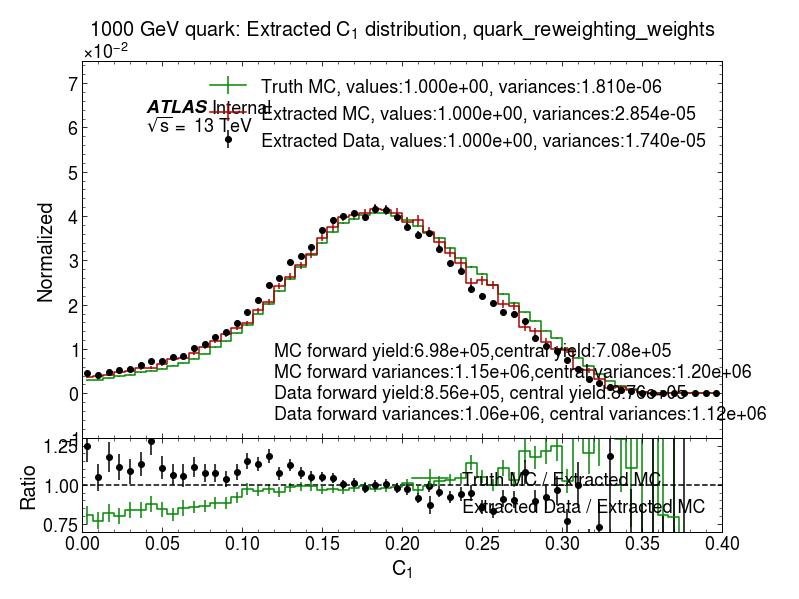 1000 GeV quark: Extracted C₁ distribution, quark_reweighting_weights
×10⁻²
Truth MC, values:1.000e+00, variances:1.810e-06
ATLAS Internal
Extracted MC, values:1.000e+00, variances:2.854e-05
√s = 13 TeV
Extracted Data, values:1.000e+00, variances:1.740e-05
7
6
5
4
3
2
1
0
Normalized
MC forward yield:6.98e+05,central yield:7.08e+05
MC forward variances:1.15e+06,central variances:1.20e+06
Data forward yield:8.56e+05, central yield:8.76e+05
Data forward variances:1.06e+06, central variances:1.12e+06
1.25
1.00
0.75
Ratio
Truth MC / Extracted MC
Extracted Data / Extracted MC
0.00 0.05 0.10 0.15 0.20 0.25 0.30 0.35 0.40
C₁